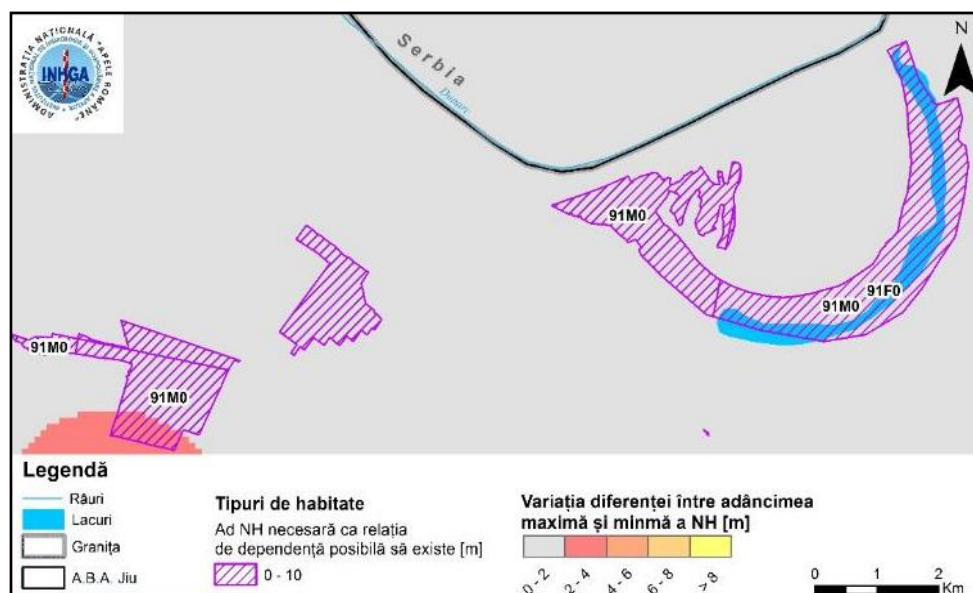 ADMINISTRAȚIA NAȚIONALĂ "APELE ROMÂNE"
INHGA
Serbia
Dunăre
N
91M0
91M0
91F0
91M0
91M0
Legendă
Râuri
Lacuri
Granița
A.B.A. Jiu
Tipuri de habitate
Ad NH necesară ca relația
de dependență posibilă să existe [m]
0 - 10
Variația diferenței între adâncimea
maximă și minmă a NH [m]
0 - 2
2 - 4
4 - 6
6 - 8
> 8
0 1 2
Km